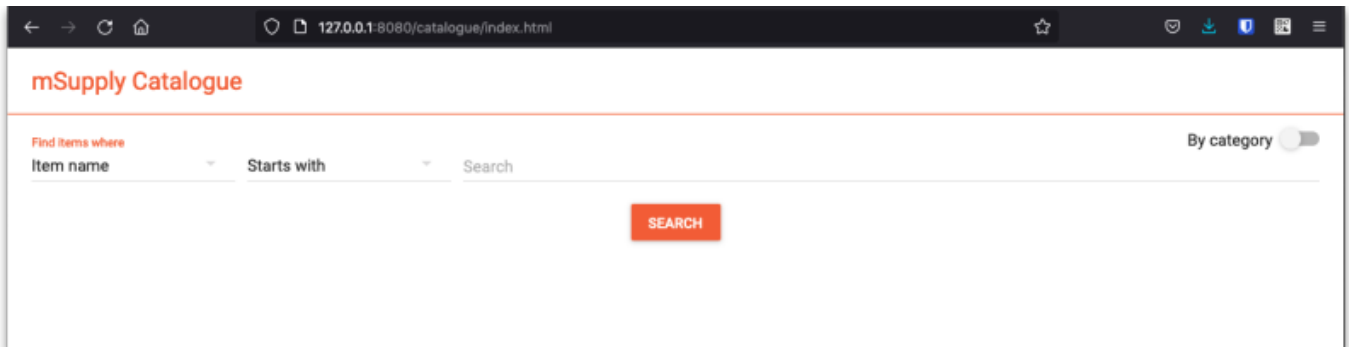 127.0.0.1:8080/catalogue/index.html
mSupply Catalogue
Find items where
By category
Item name
Starts with
Search
SEARCH